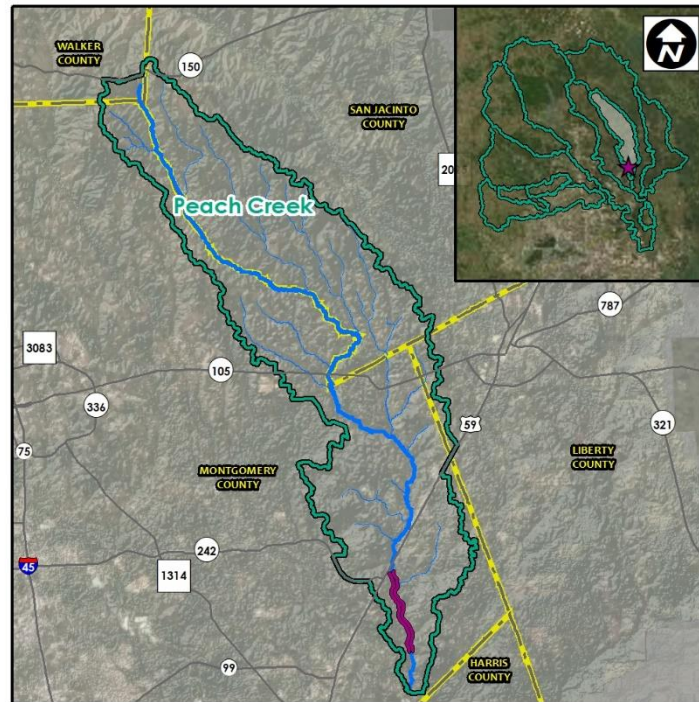 WALKER
COUNTY
150
SAN JACINTO
COUNTY
N
20
Peach Creek
787
3083
105
336
59
321
75
LIBERTY
COUNTY
MONTGOMERY
COUNTY
242
45
1314
99
HARRIS
COUNTY